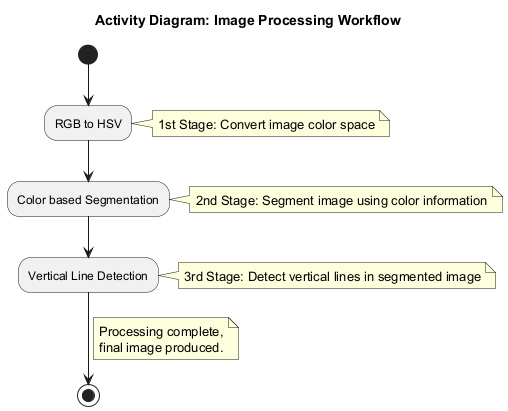 Activity Diagram: Image Processing Workflow
RGB to HSV
1st Stage: Convert image color space
Color based Segmentation
2nd Stage: Segment image using color information
Vertical Line Detection
3rd Stage: Detect vertical lines in segmented image
Processing complete,
final image produced.